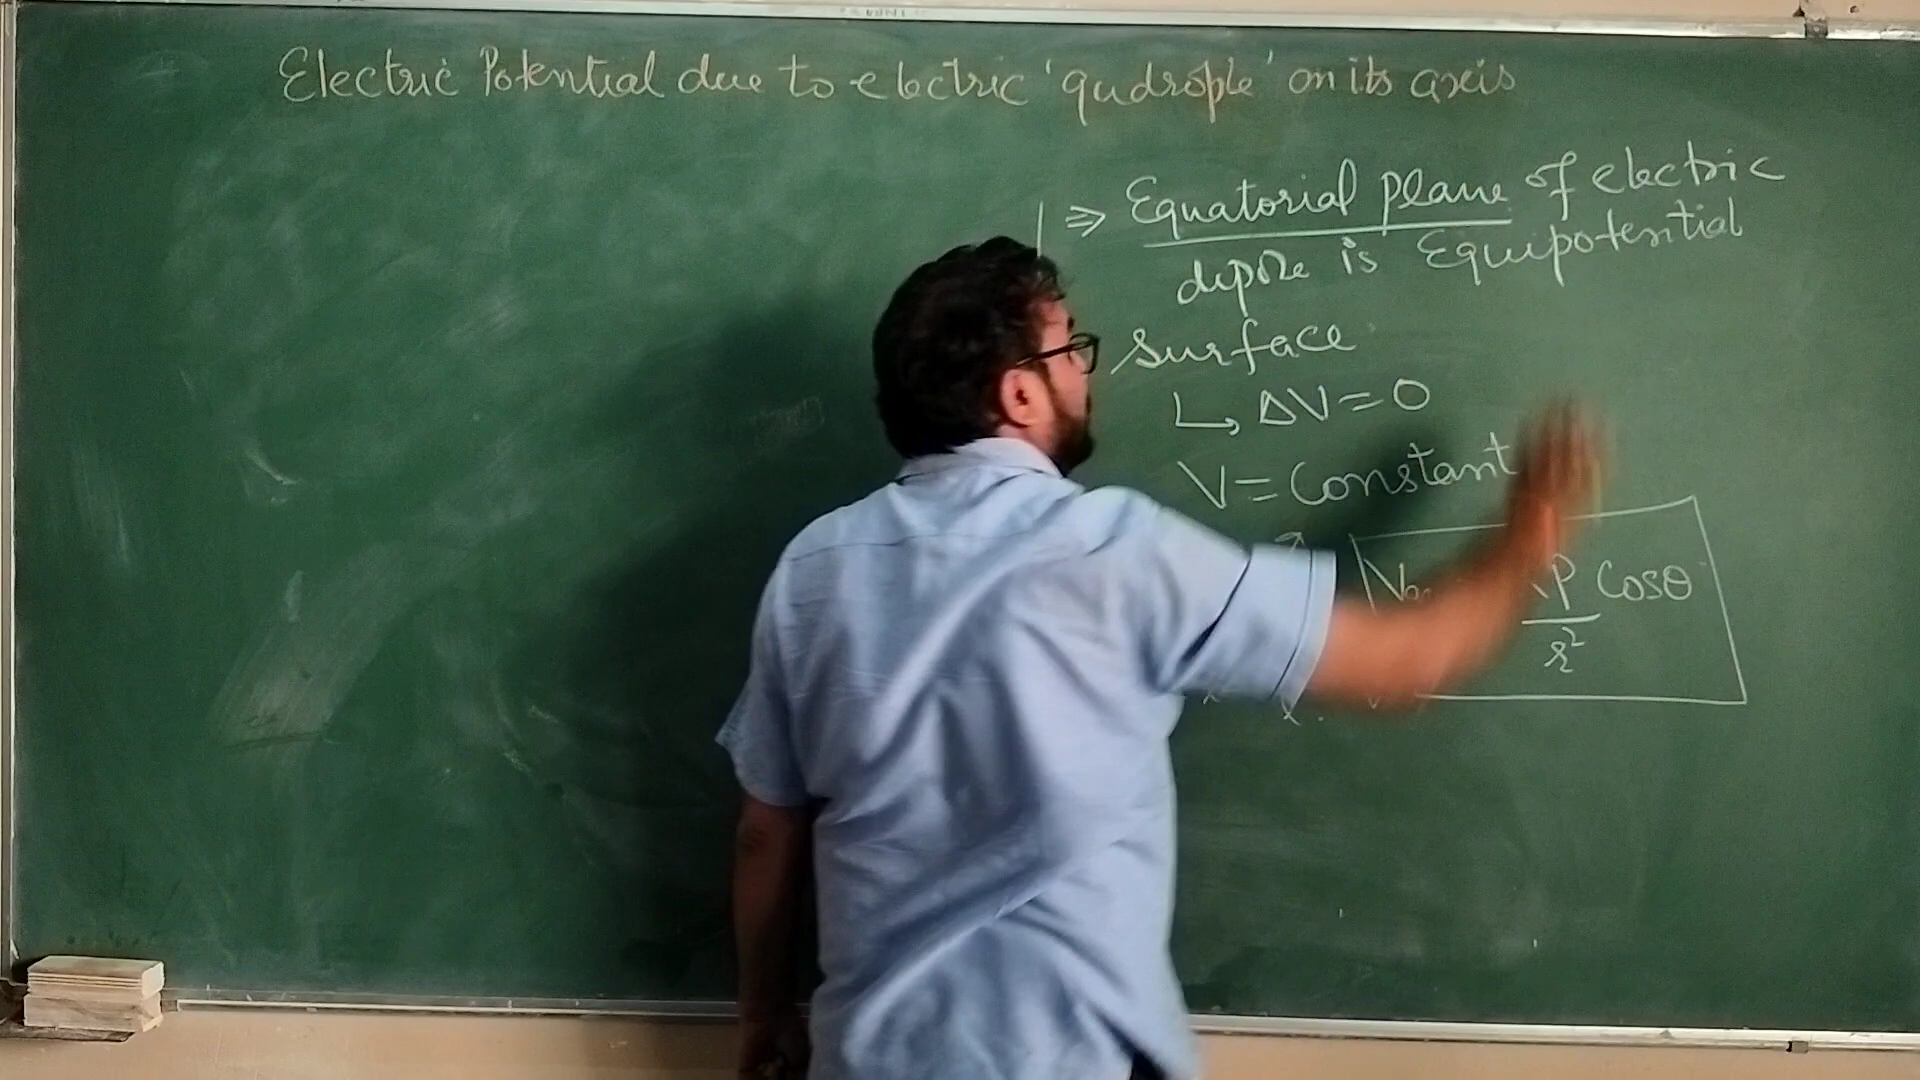 Electric Potential due to electric 'qudrople' on its axis
⇒ Equatorial plane of electric
dipole is Equipotential
surface
↳ ΔV = 0
V = Constant
P Cosθ
r²